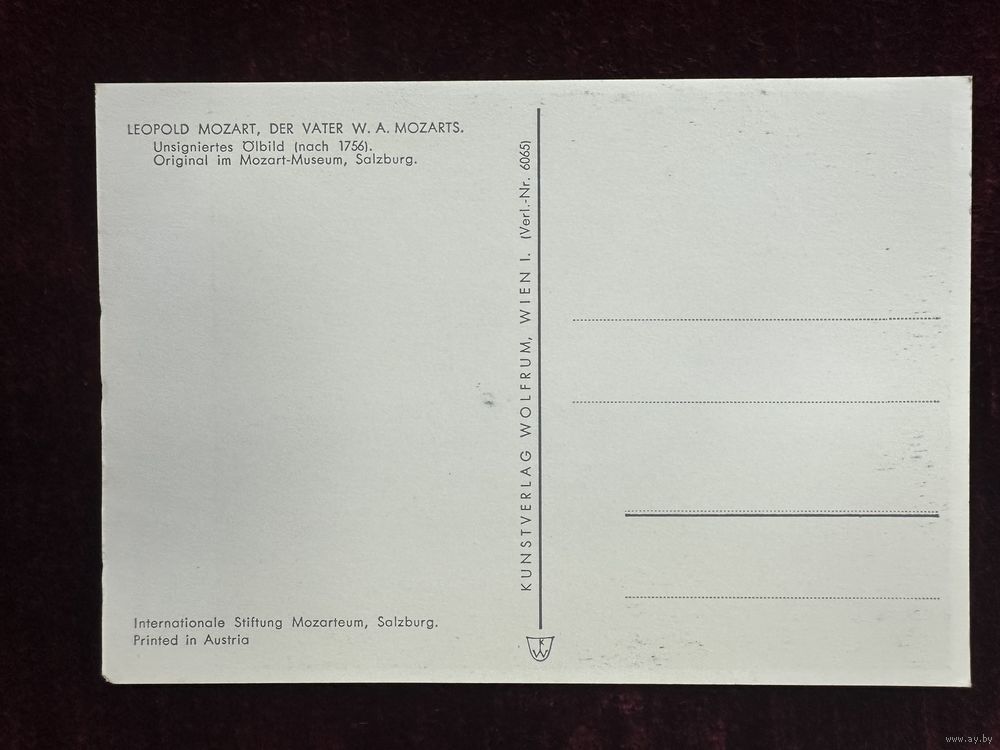 LEOPOLD MOZART, DER VATER W. A. MOZARTS.
Unsigniertes Ölbild (nach 1756).
Original im Mozart-Museum, Salzburg.
KUNSTVERLAG WOLFRUM, WIEN I. (Verl.-Nr. 6065)
Internationale Stiftung Mozarteum, Salzburg.
Printed in Austria
K
W
www.ay.by